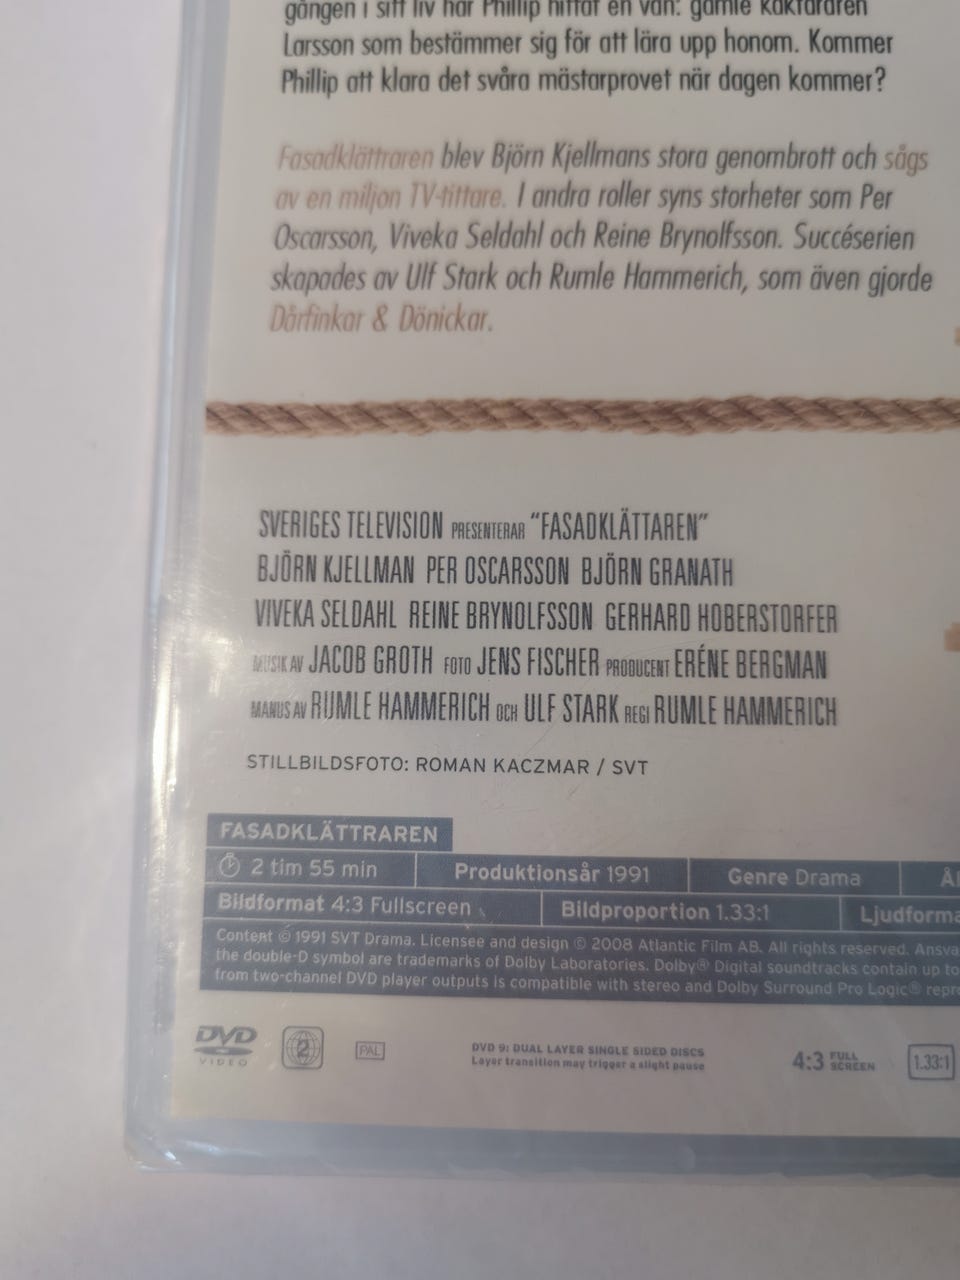 gången i sitt liv har Phillip hittat en vän: gamle kakfararen
Larsson som bestämmer sig för att lära upp honom. Kommer
Phillip att klara det svåra mästarprovet när dagen kommer?
Fasadklättraren blev Björn Kjellmans stora genombrott och sågs
av en miljon TV-tittare. I andra roller syns storheter som Per
Oscarsson, Viveka Seldahl och Reine Brynolfsson. Succéserien
skapades av Ulf Stark och Rumle Hammerich, som även gjorde
Dårfinkar & Dönickar.
SVERIGES TELEVISION PRESENTERAR "FASADKLÄTTAREN"
BJÖRN KJELLMAN PER OSCARSSON BJÖRN GRANATH
VIVEKA SELDAHL REINE BRYNOLFSSON GERHARD HOBERSTORFER
MUSIK AV JACOB GROTH FOTO JENS FISCHER PRODUCENT ERÉNE BERGMAN
MANUS AV RUMLE HAMMERICH OCH ULF STARK REGI RUMLE HAMMERICH
STILLBILDSFOTO: ROMAN KACZMAR / SVT
FASADKLÄTTRAREN
2 tim 55 min Produktionsår 1991 Genre Drama Ål
Bildformat 4:3 Fullscreen Bildproportion 1.33:1 Ljudforma
Content © 1991 SVT Drama. Licensee and design © 2008 Atlantic Film AB. All rights reserved. Ansva
the double-D symbol are trademarks of Dolby Laboratories. Dolby® Digital soundtracks contain up to
from two-channel DVD player outputs is compatible with stereo and Dolby Surround Pro Logic® repr
DVD VIDEO 2 PAL
DVD 9: DUAL LAYER SINGLE SIDED DISCS
Layer transition may trigger a slight pause
4:3 FULL SCREEN 1.33:1